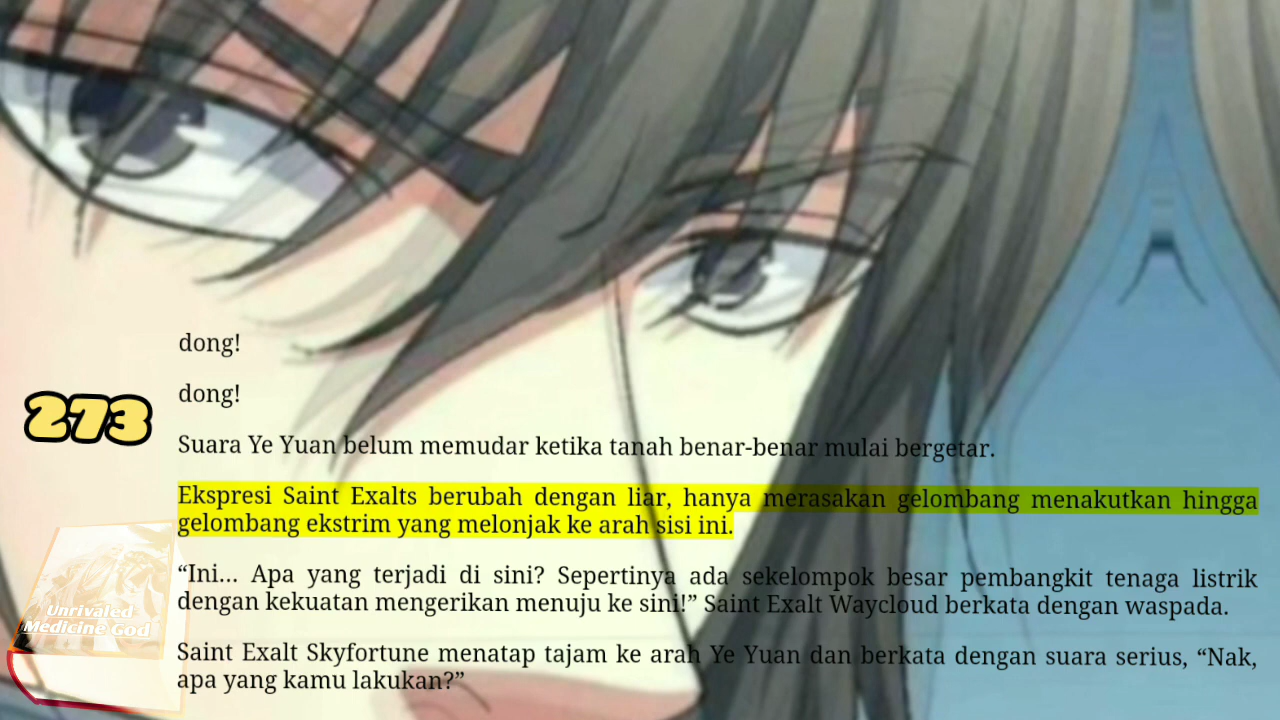 dong!
dong!
273
Suara Ye Yuan belum memudar ketika tanah benar-benar mulai bergetar.
Ekspresi Saint Exalts berubah dengan liar, hanya merasakan gelombang menakutkan hingga
gelombang ekstrim yang melonjak ke arah sisi ini.
“Ini... Apa yang terjadi di sini? Sepertinya ada sekelompok besar pembangkit tenaga listrik
dengan kekuatan mengerikan menuju ke sini!” Saint Exalt Waycloud berkata dengan waspada.
Unrivaled
Medicine God
Saint Exalt Skyfortune menatap tajam ke arah Ye Yuan dan berkata dengan suara serius, “Nak,
apa yang kamu lakukan?”